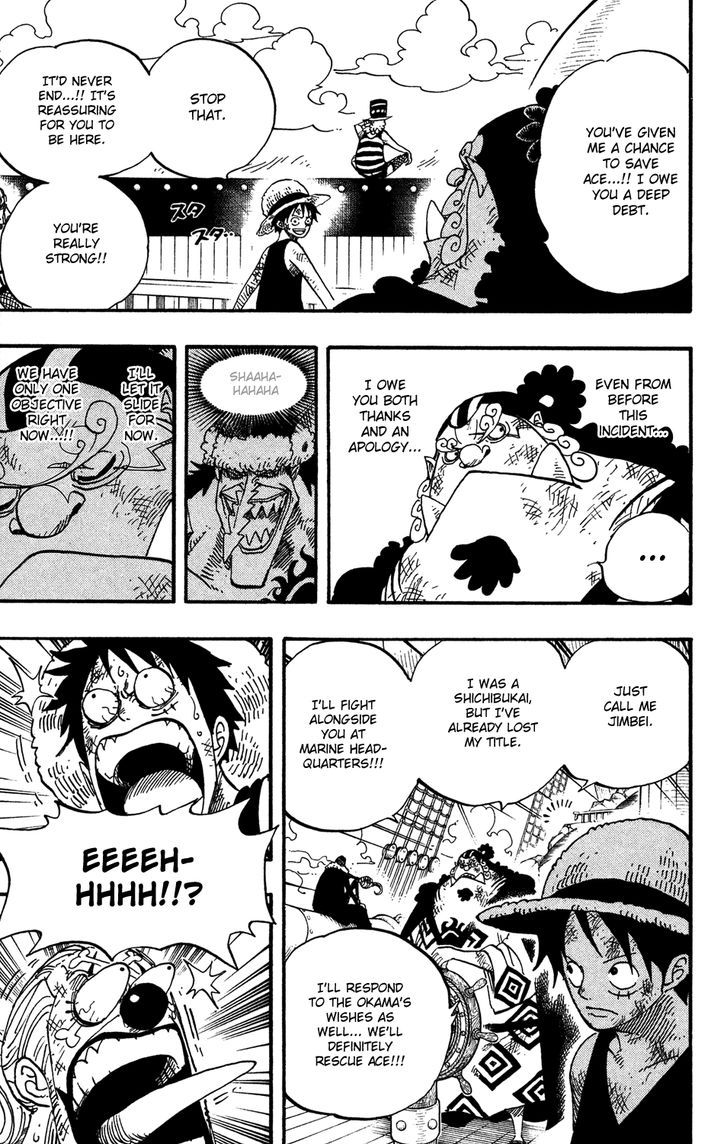 YOU'VE GIVEN
ME A CHANCE
TO SAVE
ACE...!! I OWE
YOU A DEEP
DEBT.
STOP
THAT.
IT'D NEVER
END...!! IT'S
REASSURING
FOR YOU TO
BE HERE.
YOU'RE
REALLY
STRONG!!
スタ
スタ..
EVEN FROM
BEFORE
THIS
INCIDENT...
I OWE
YOU BOTH
THANKS
AND AN
APOLOGY...
...
SHAAHA-
HAHAHA
I'LL
LET IT
SLIDE
FOR
NOW.
WE HAVE
ONLY ONE
OBJECTIVE
RIGHT
NOW...!!
JUST
CALL ME
JIMBEI.
I WAS A
SHICHIBUKAI,
BUT I'VE
ALREADY LOST
MY TITLE.
I'LL FIGHT
ALONGSIDE
YOU AT
MARINE HEAD-
QUARTERS!!!
I'LL RESPOND
TO THE OKAMA'S
WISHES AS
WELL... WE'LL
DEFINITELY
RESCUE ACE!!!
EEEEH-
HHHH!!?